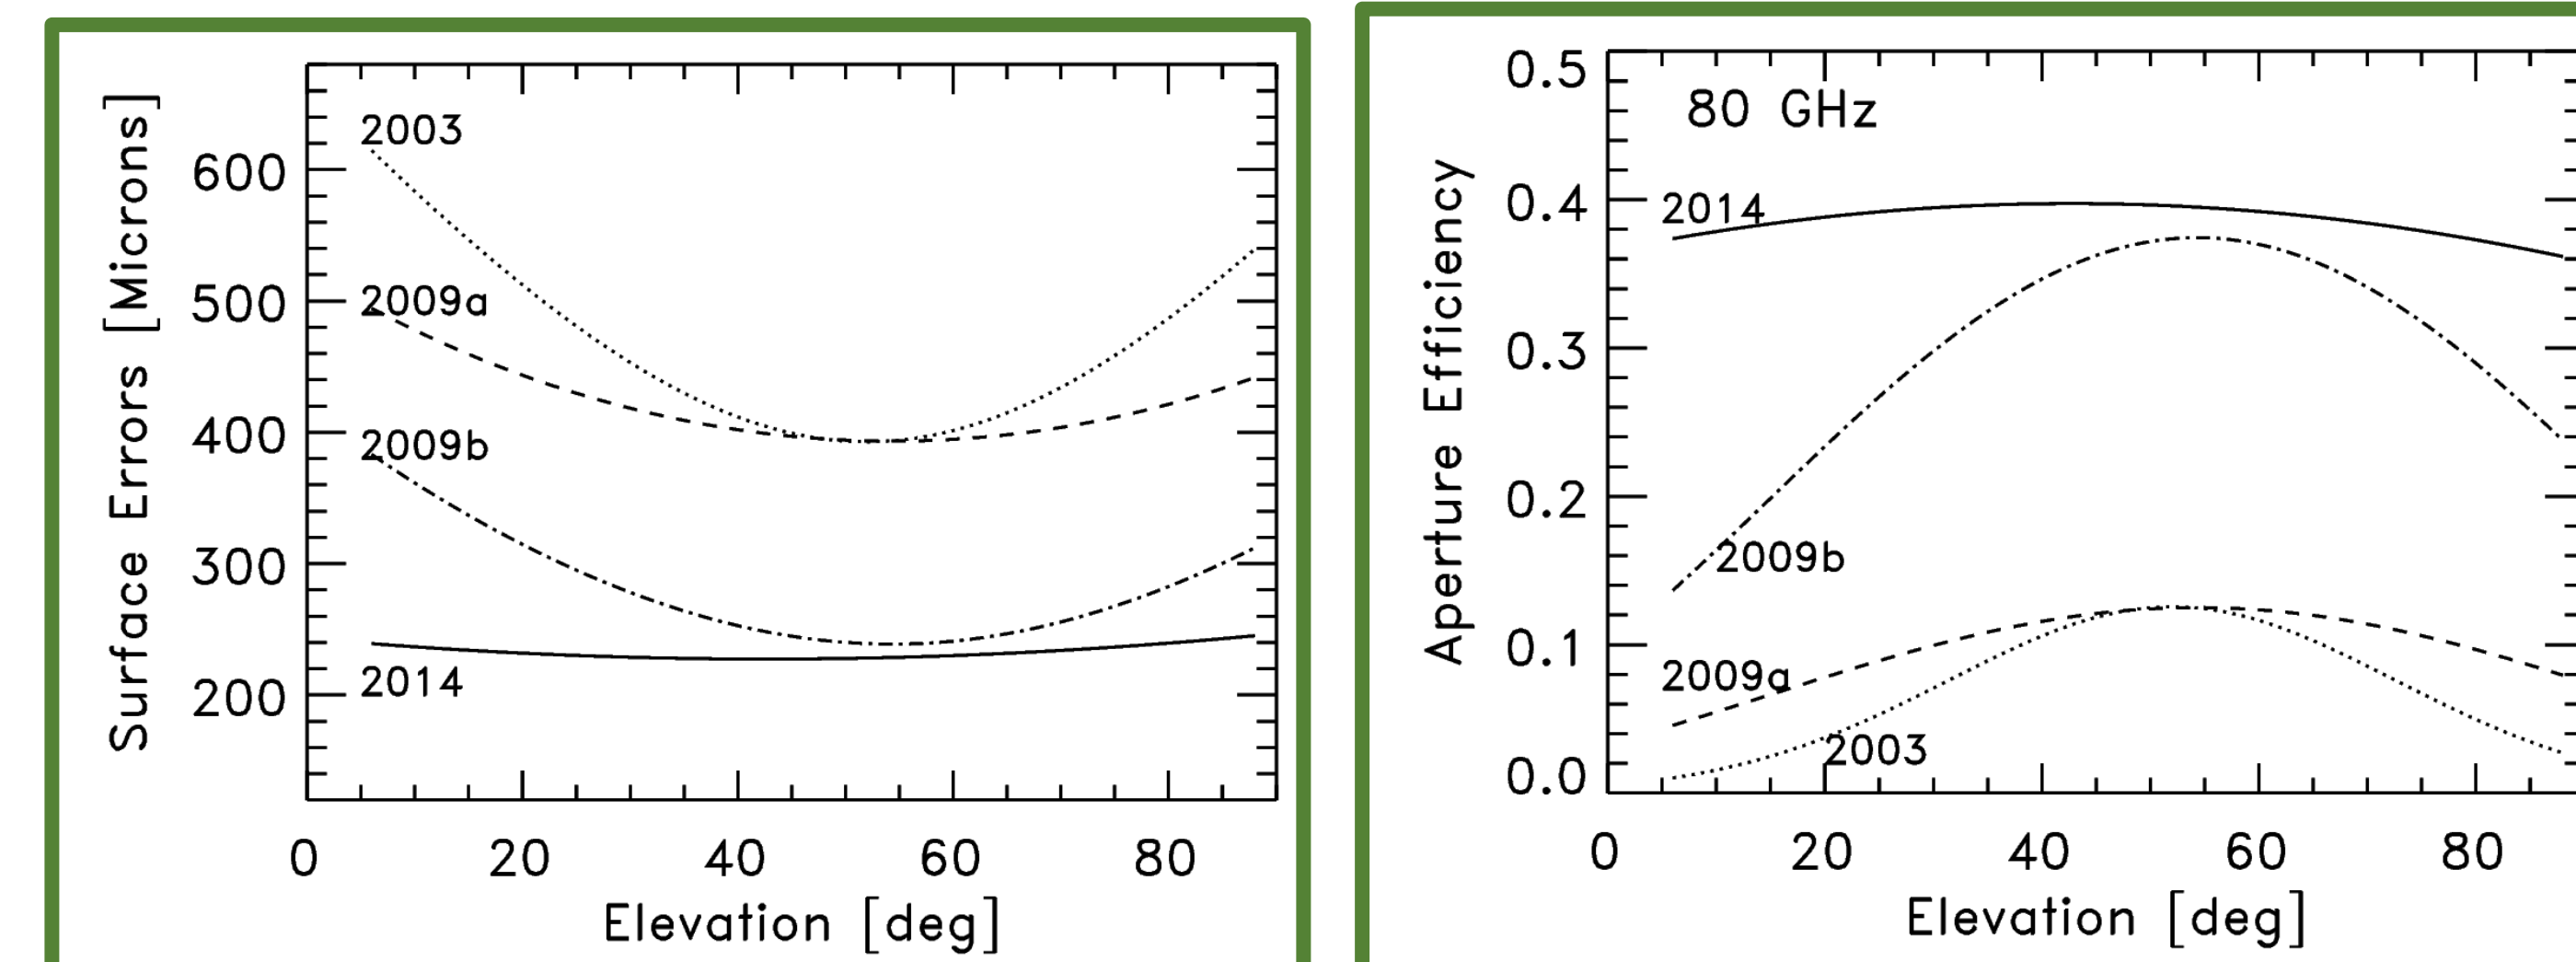 Surface Errors [Microns]
600
500
400
300
200
2003
2009a
2009b
2014
0 20 40 60 80
Elevation [deg]
Aperture Efficiency
0.5
0.4
0.3
0.2
0.1
0.0
80 GHz
2014
2009b
2009a
2003
0 20 40 60 80
Elevation [deg]